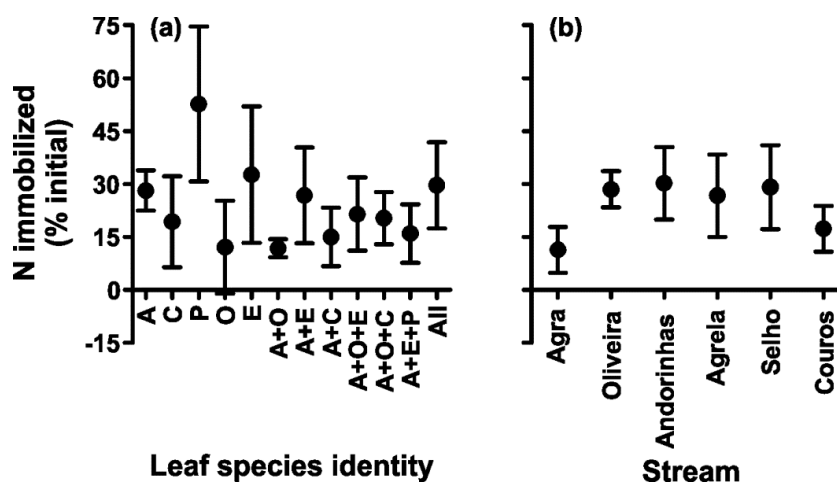 (a)
N immobilized
(% initial)
75
60
45
30
15
0
-15
A
C
P
O
E
A+O
A+E
A+C
A+O+E
A+O+C
A+E+P
All
Leaf species identity
(b)
Agra
Oliveira
Andorinhas
Agrela
Selho
Couros
Stream